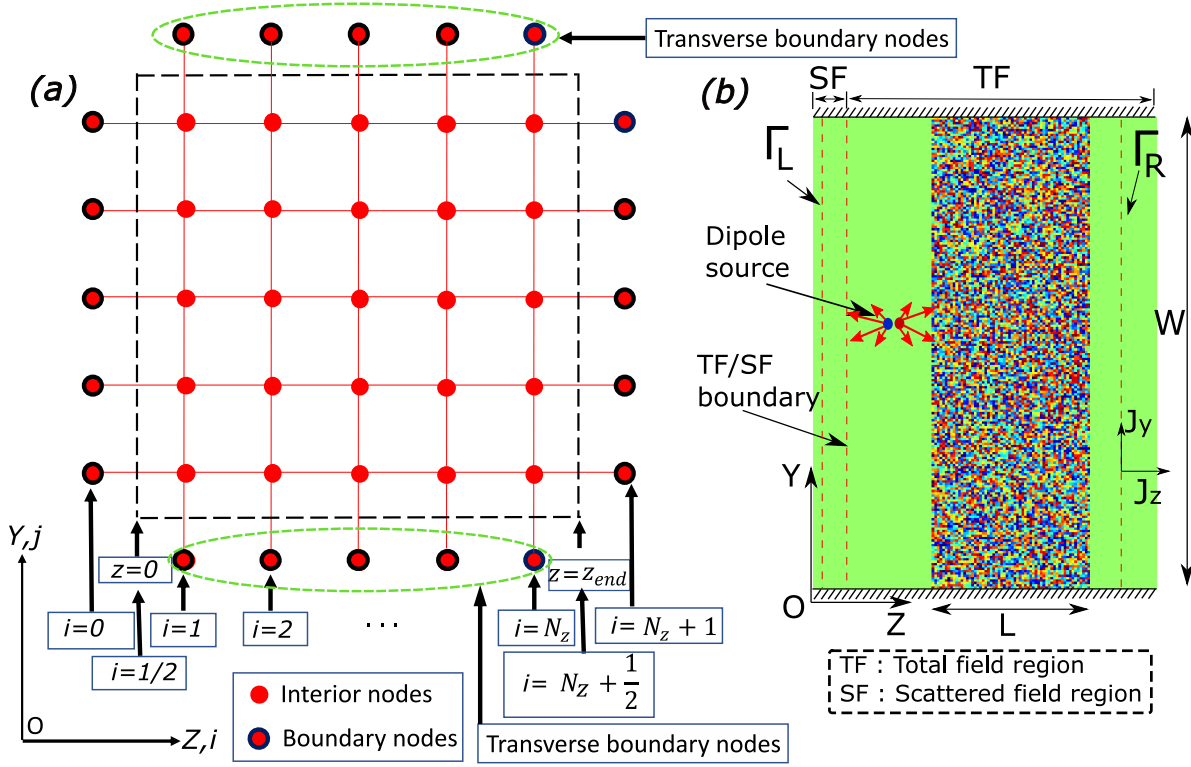 Transverse boundary nodes
(a)
Y,j
O
Z,i
z=0
z=z_end
i=0
i=1
i=2
...
i=N_z
i=N_z+1
i=1/2
i= N_Z+1/2
Interior nodes
Boundary nodes
Transverse boundary nodes
SF
TF
(b)
Γ_L
Γ_R
Dipole
source
W
TF/SF
boundary
J_y
J_z
Y
O
Z
L
TF : Total field region
SF : Scattered field region